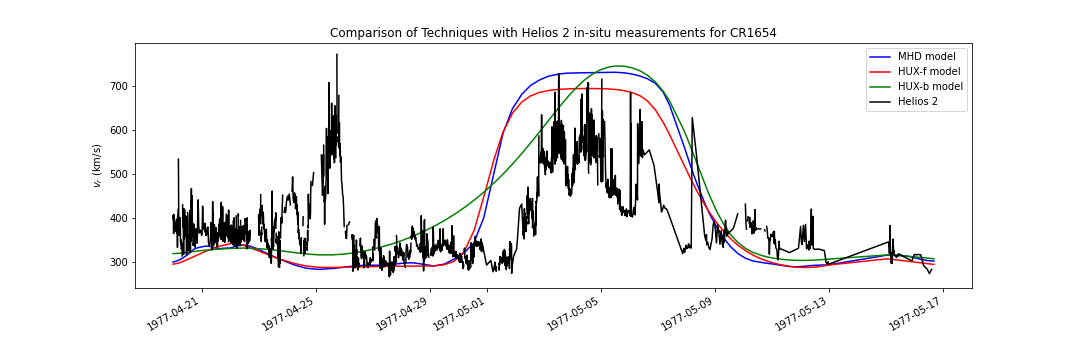 Comparison of Techniques with Helios 2 in-situ measurements for CR1654
MHD model
HUX-f model
HUX-b model
Helios 2
700
600
500
400
300
vᵣ (km/s)
1977-04-21
1977-04-25
1977-04-29
1977-05-01
1977-05-05
1977-05-09
1977-05-13
1977-05-17